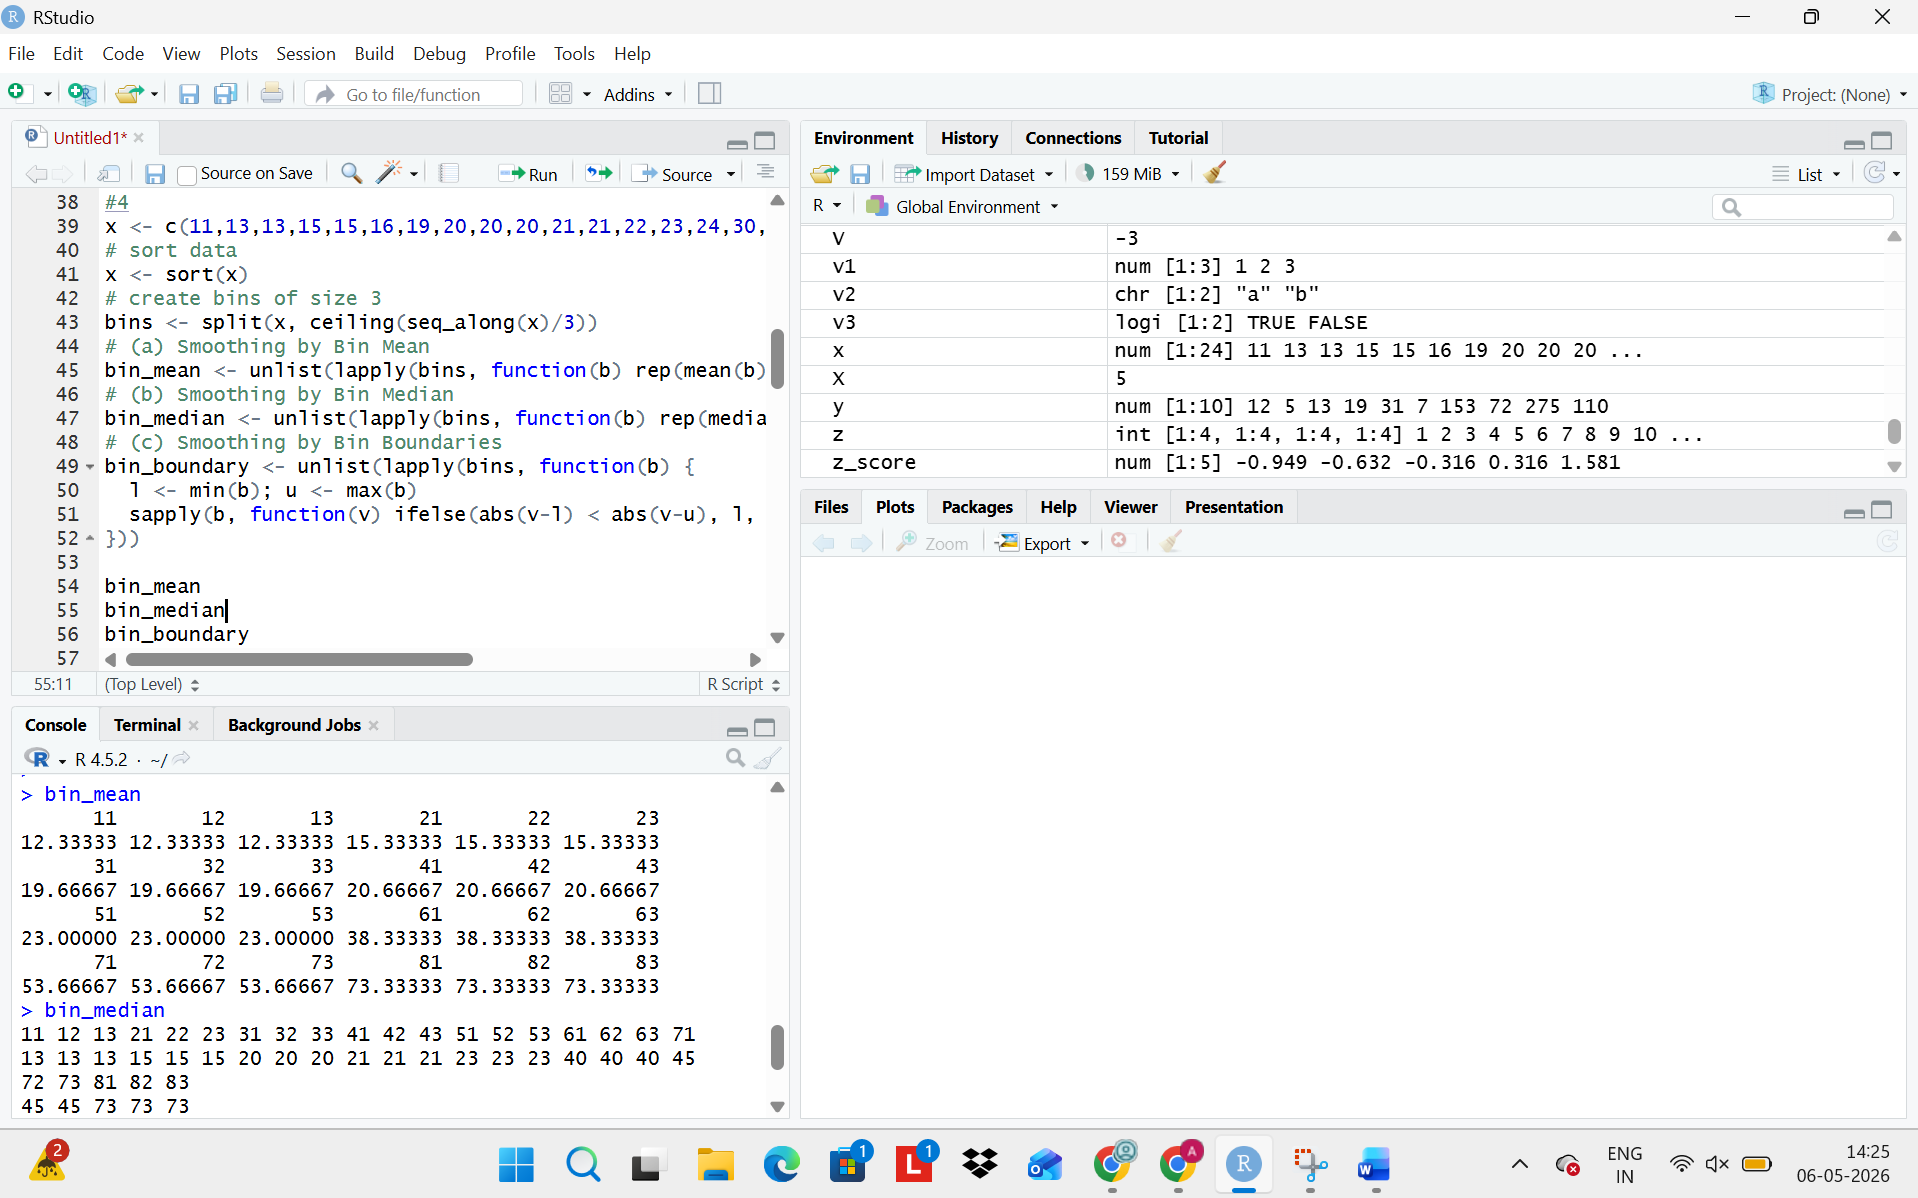 RStudio
File Edit Code View Plots Session Build Debug Profile Tools Help
Go to file/function Addins Project: (None)
Untitled1*
Source on Save Run Source
38 #4
39 x <- c(11,13,13,15,15,16,19,20,20,20,21,21,22,23,24,30,
40 # sort data
41 x <- sort(x)
42 # create bins of size 3
43 bins <- split(x, ceiling(seq_along(x)/3))
44 # (a) Smoothing by Bin Mean
45 bin_mean <- unlist(lapply(bins, function(b) rep(mean(b)
46 # (b) Smoothing by Bin Median
47 bin_median <- unlist(lapply(bins, function(b) rep(media
48 # (c) Smoothing by Bin Boundaries
49 bin_boundary <- unlist(lapply(bins, function(b) {
50 l <- min(b); u <- max(b)
51 sapply(b, function(v) ifelse(abs(v-l) < abs(v-u), l,
52 }))
53
54 bin_mean
55 bin_median
56 bin_boundary
57
55:11 (Top Level) R Script
Console Terminal Background Jobs
R 4.5.2 · ~/
> bin_mean
11 12 13 21 22 23
12.33333 12.33333 12.33333 15.33333 15.33333 15.33333
31 32 33 41 42 43
19.66667 19.66667 19.66667 20.66667 20.66667 20.66667
51 52 53 61 62 63
23.00000 23.00000 23.00000 38.33333 38.33333 38.33333
71 72 73 81 82 83
53.66667 53.66667 53.66667 73.33333 73.33333 73.33333
> bin_median
11 12 13 21 22 23 31 32 33 41 42 43 51 52 53 61 62 63 71
13 13 13 15 15 15 20 20 20 21 21 21 23 23 23 40 40 40 45
72 73 81 82 83
45 45 73 73 73
Environment History Connections Tutorial
Import Dataset 159 MiB List
R Global Environment
V -3
v1 num [1:3] 1 2 3
v2 chr [1:2] "a" "b"
v3 logi [1:2] TRUE FALSE
x num [1:24] 11 13 13 15 15 16 19 20 20 20 ...
X 5
y num [1:10] 12 5 13 19 31 7 153 72 275 110
z int [1:4, 1:4, 1:4, 1:4] 1 2 3 4 5 6 7 8 9 10 ...
z_score num [1:5] -0.949 -0.632 -0.316 0.316 1.581
Files Plots Packages Help Viewer Presentation
Zoom Export
2
1
L 1
A
R
W
ENG
IN
14:25
06-05-2026